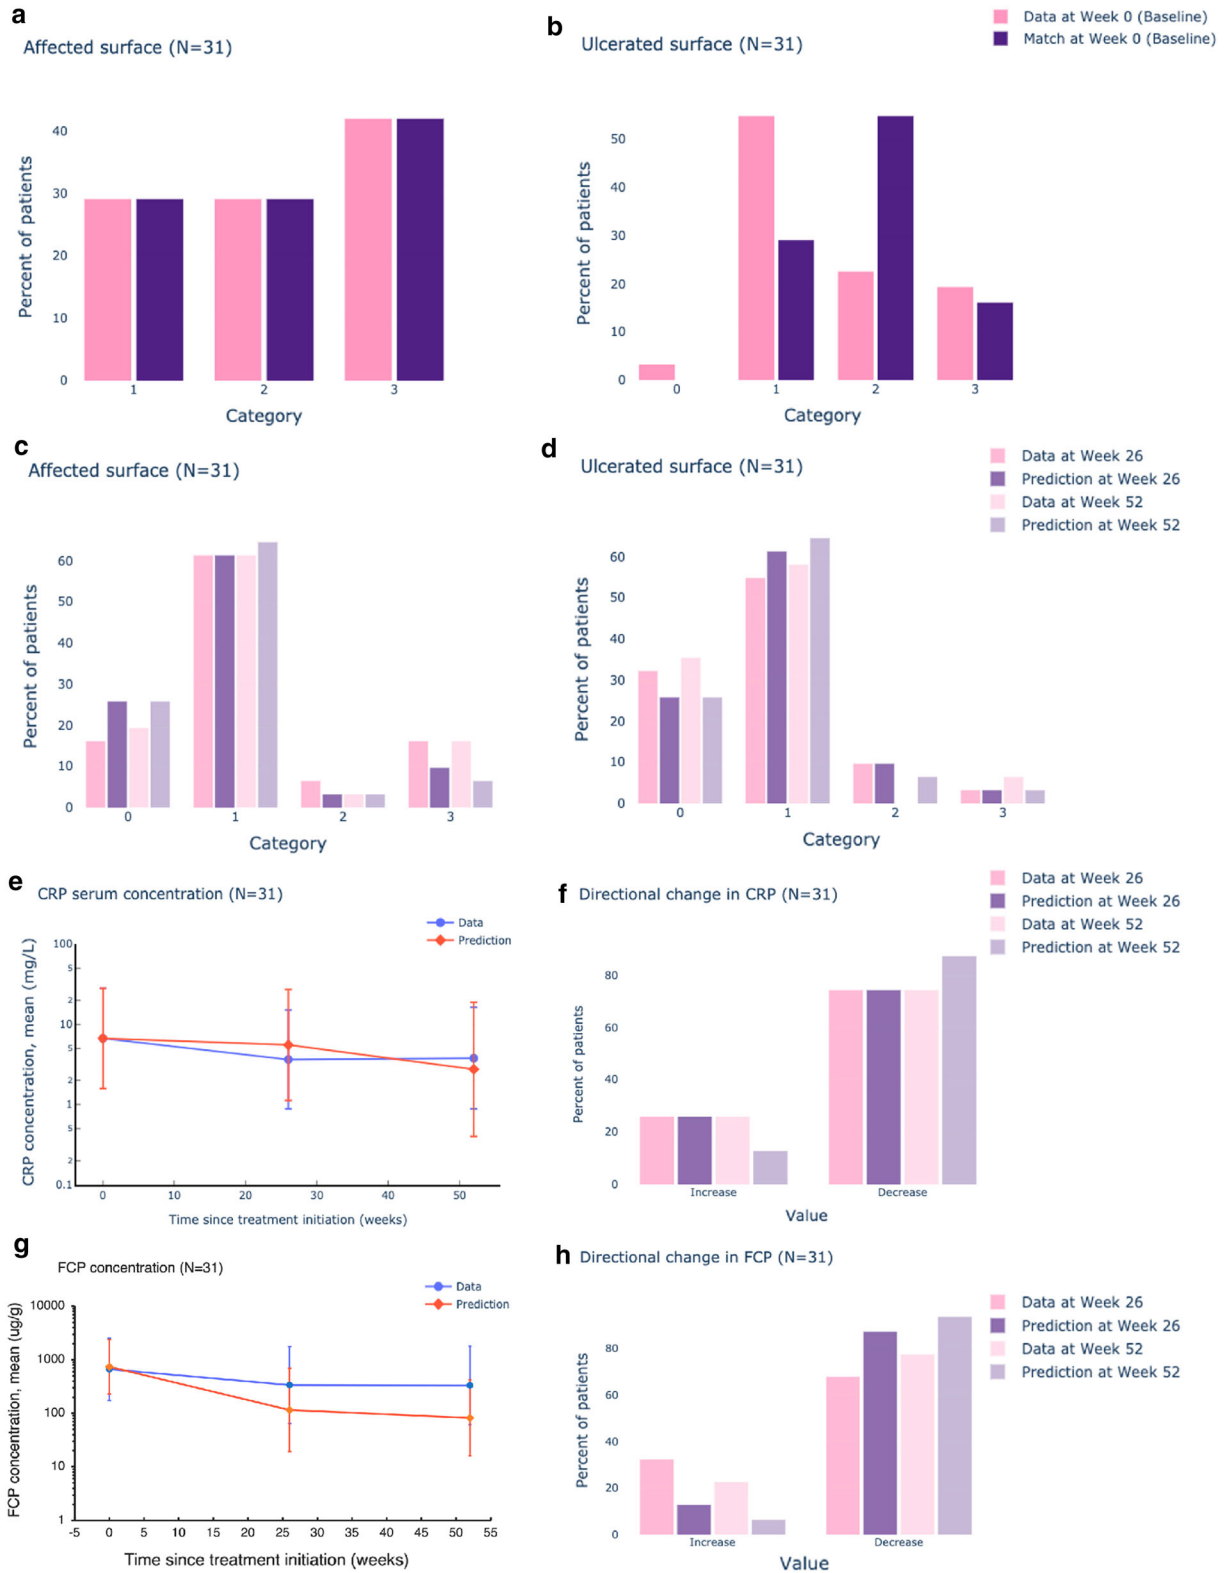 a
Affected surface (N=31)
Percent of patients
40
30
20
10
0
1
2
3
Category
b
Ulcerated surface (N=31)
Data at Week 0 (Baseline)
Match at Week 0 (Baseline)
Percent of patients
50
40
30
20
10
0
0
1
2
3
Category
c
Affected surface (N=31)
Percent of patients
60
50
40
30
20
10
0
0
1
2
3
Category
d
Ulcerated surface (N=31)
Data at Week 26
Prediction at Week 26
Data at Week 52
Prediction at Week 52
Percent of patients
60
50
40
30
20
10
0
0
1
2
3
Category
e
CRP serum concentration (N=31)
Data
Prediction
CRP concentration, mean (mg/L)
100
5
2
10
5
2
1
5
2
0.1
0
10
20
30
40
50
Time since treatment initiation (weeks)
f
Directional change in CRP (N=31)
Data at Week 26
Prediction at Week 26
Data at Week 52
Prediction at Week 52
Percent of patients
80
60
40
20
0
Increase
Decrease
Value
g
FCP concentration (N=31)
Data
Prediction
FCP concentration, mean (ug/g)
10000
1000
100
10
1
-5
0
5
10
15
20
25
30
35
40
45
50
55
Time since treatment initiation (weeks)
h
Directional change in FCP (N=31)
Data at Week 26
Prediction at Week 26
Data at Week 52
Prediction at Week 52
Percent of patients
80
60
40
20
0
Increase
Decrease
Value